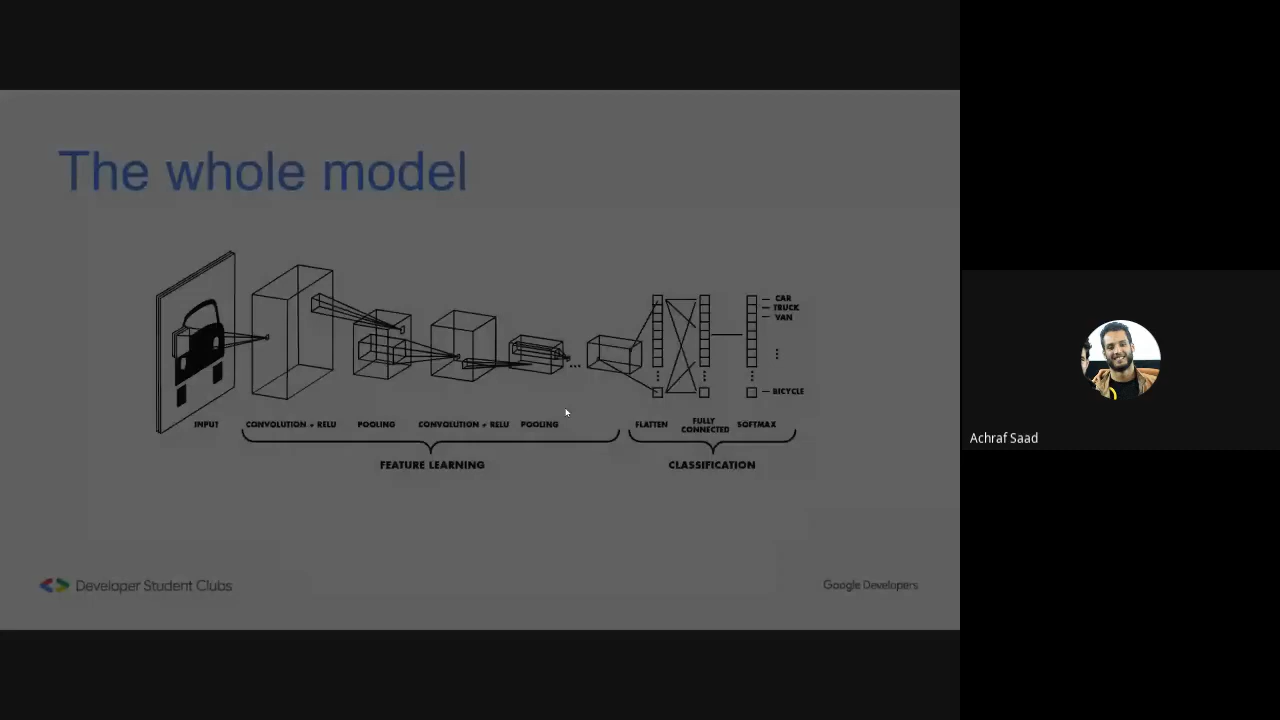 The whole model
CAR
TRUCK
VAN
BICYCLE
INPUT
CONVOLUTION + RELU
POOLING
CONVOLUTION + RELU
POOLING
FLATTEN
FULLY
CONNECTED
SOFTMAX
FEATURE LEARNING
CLASSIFICATION
Developer Student Clubs
Google Developers
Achraf Saad